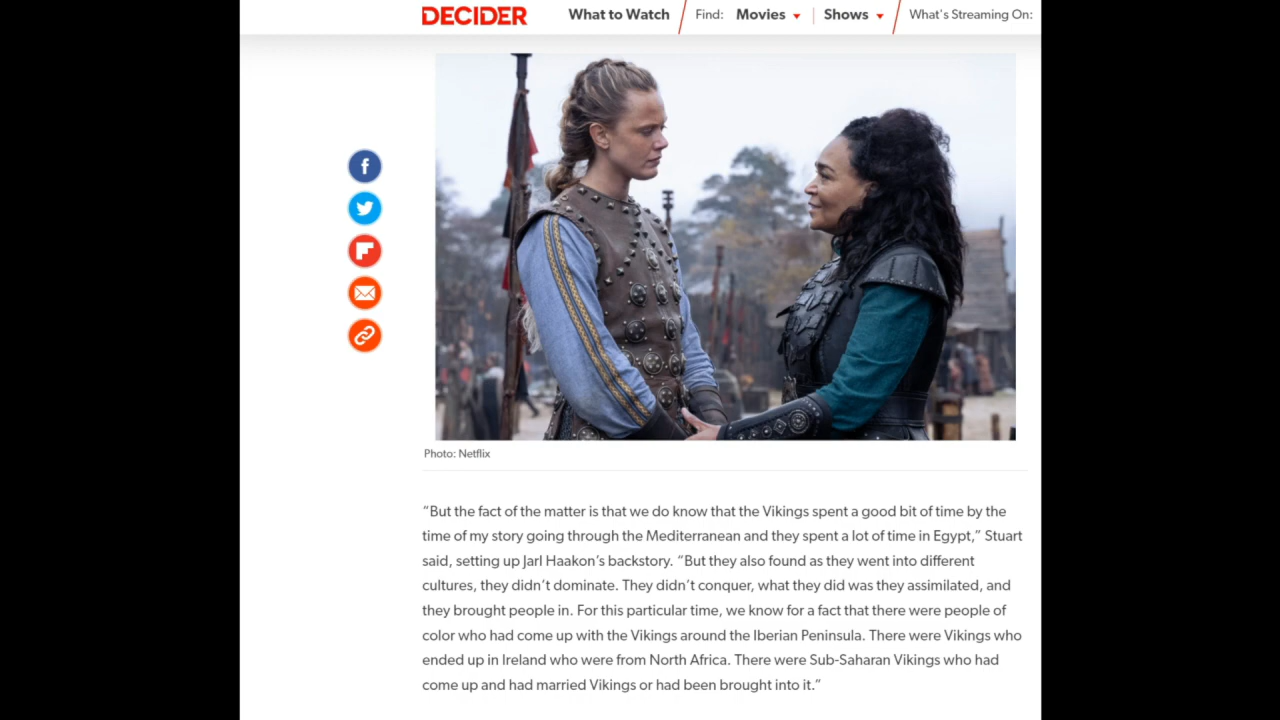 DECIDER What to Watch Find: Movies Shows What's Streaming On:
Photo: Netflix
“But the fact of the matter is that we do know that the Vikings spent a good bit of time by the
time of my story going through the Mediterranean and they spent a lot of time in Egypt,” Stuart
said, setting up Jarl Haakon’s backstory. “But they also found as they went into different
cultures, they didn’t dominate. They didn’t conquer, what they did was they assimilated, and
they brought people in. For this particular time, we know for a fact that there were people of
color who had come up with the Vikings around the Iberian Peninsula. There were Vikings who
ended up in Ireland who were from North Africa. There were Sub-Saharan Vikings who had
come up and had married Vikings or had been brought into it.”